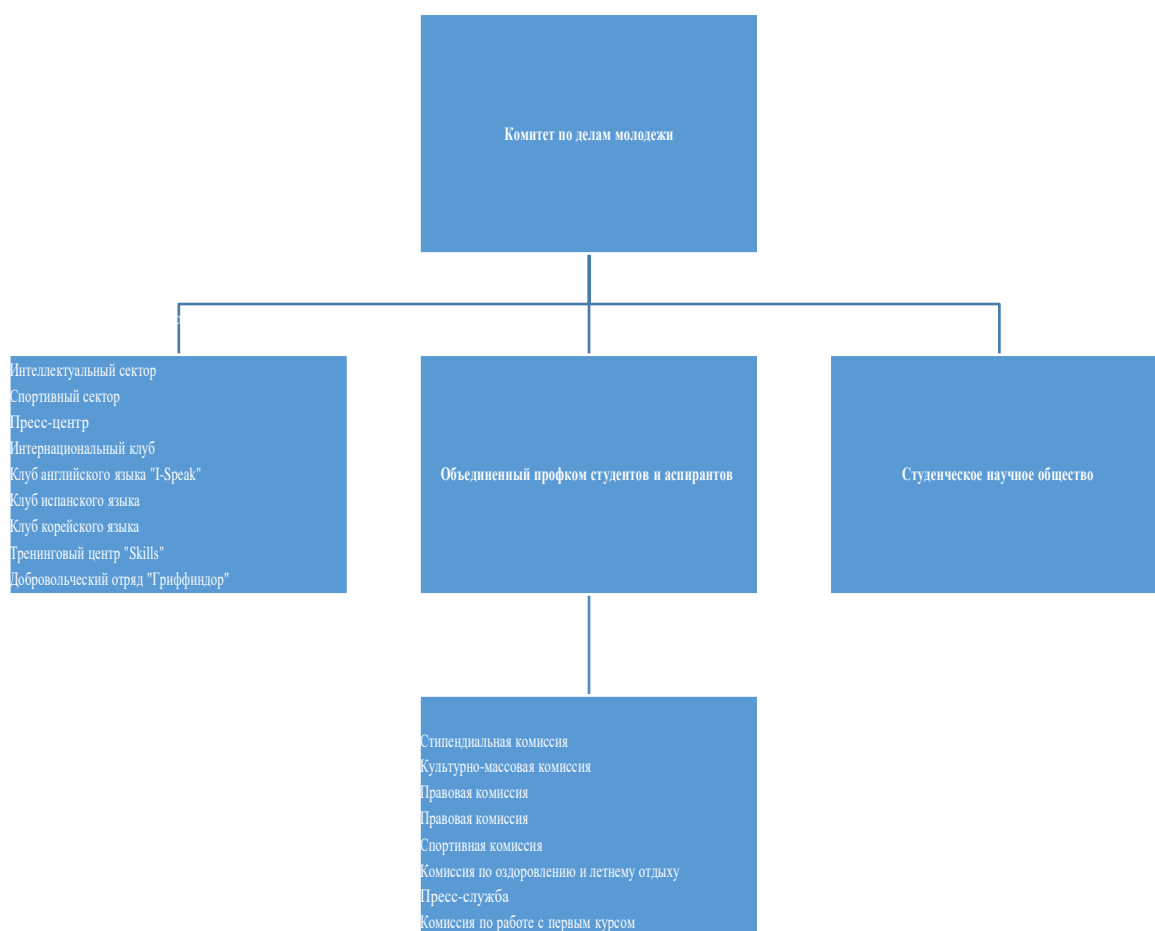 Комитет по делам молодежи
Интеллектуальный сектор
Спортивный сектор
Пресс-центр
Интернациональный клуб
Клуб английского языка "I-Speak"
Клуб испанского языка
Клуб корейского языка
Тренинговый центр "Skills"
Добровольческий отряд "Гриффиндор"
Объединенный профком студентов и аспирантов
Студенческое научное общество
Стипендиальная комиссия
Культурно-массовая комиссия
Правовая комиссия
Правовая комиссия
Спортивная комиссия
Комиссия по оздоровлению и летнему отдыху
Пресс-служба
Комиссия по работе с первым курсом